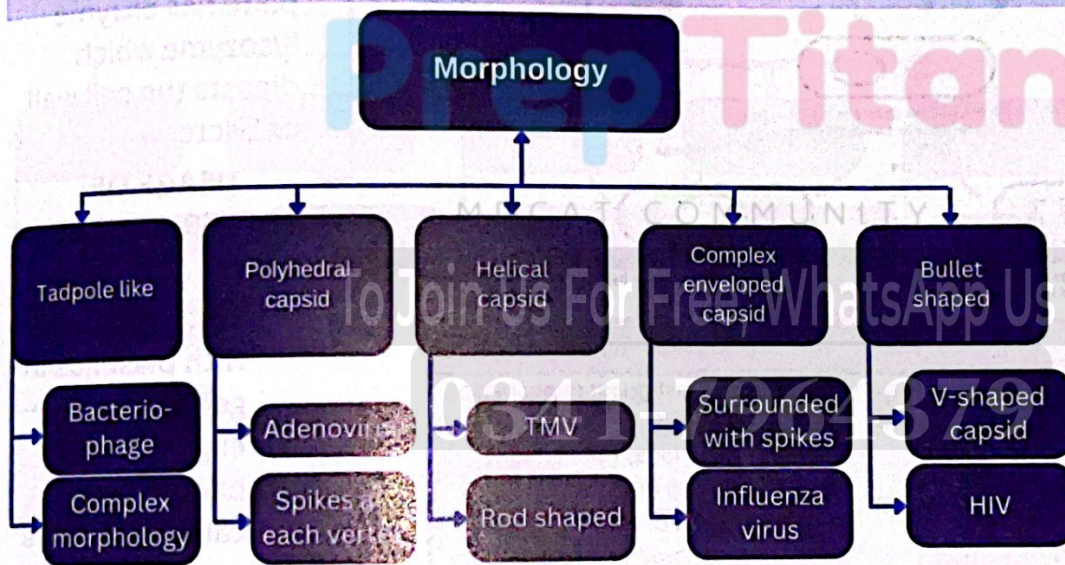 Prep Titan
Morphology
MDCAT COMMUNITY
To Join Us For Free, WhatsApp Us
0341-7964379
Tadpole like
Polyhedral
capsid
Helical
capsid
Complex
enveloped
capsid
Bullet
shaped
Bacterio-
phage
Complex
morphology
Adenovirus
Spikes at
each vertex
TMV
Rod shaped
Surrounded
with spikes
Influenza
virus
V-shaped
capsid
HIV